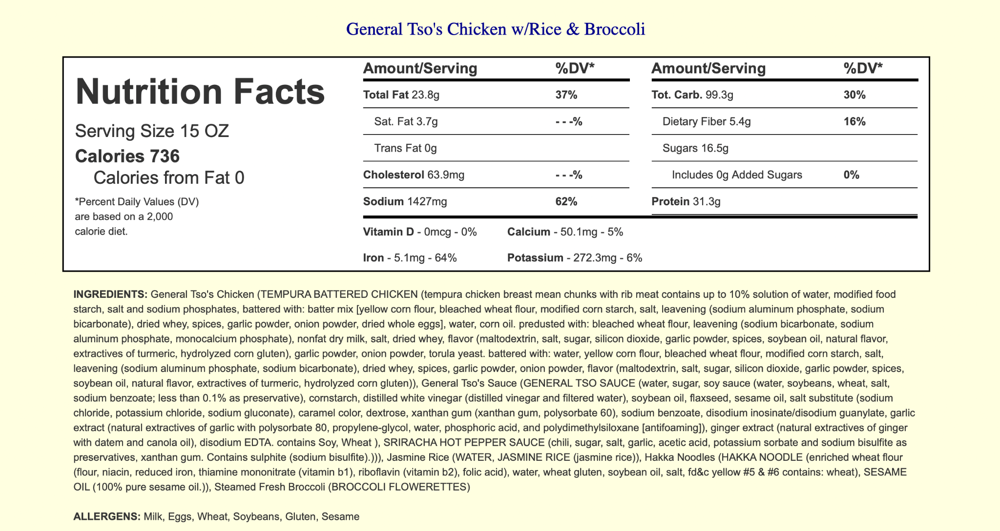 General Tso's Chicken w/Rice & Broccoli
Nutrition Facts
Serving Size 15 OZ
Calories 736
Calories from Fat 0
*Percent Daily Values (DV)
are based on a 2,000
calorie diet.
Amount/Serving %DV*
Total Fat 23.8g 37%
Sat. Fat 3.7g - - -%
Trans Fat 0g
Cholesterol 63.9mg - - -%
Sodium 1427mg 62%
Amount/Serving %DV*
Tot. Carb. 99.3g 30%
Dietary Fiber 5.4g 16%
Sugars 16.5g
Includes 0g Added Sugars 0%
Protein 31.3g
Vitamin D - 0mcg - 0% Calcium - 50.1mg - 5%
Iron - 5.1mg - 64% Potassium - 272.3mg - 6%
INGREDIENTS: General Tso's Chicken (TEMPURA BATTERED CHICKEN (tempura chicken breast mean chunks with rib meat contains up to 10% solution of water, modified food
starch, salt and sodium phosphates, battered with: batter mix [yellow corn flour, bleached wheat flour, modified corn starch, salt, leavening (sodium aluminum phosphate, sodium
bicarbonate), dried whey, spices, garlic powder, onion powder, dried whole eggs], water, corn oil. predusted with: bleached wheat flour, leavening (sodium bicarbonate, sodium
aluminum phosphate, monocalcium phosphate), nonfat dry milk, salt, dried whey, flavor (maltodextrin, salt, sugar, silicon dioxide, garlic powder, spices, soybean oil, natural flavor,
extractives of turmeric, hydrolyzed corn gluten), garlic powder, onion powder, torula yeast. battered with: water, yellow corn flour, bleached wheat flour, modified corn starch, salt,
leavening (sodium aluminum phosphate, sodium bicarbonate), dried whey, spices, garlic powder, onion powder, flavor (maltodextrin, salt, sugar, silicon dioxide, garlic powder, spices,
soybean oil, natural flavor, extractives of turmeric, hydrolyzed corn gluten)), General Tso's Sauce (GENERAL TSO SAUCE (water, sugar, soy sauce (water, soybeans, wheat, salt,
sodium benzoate; less than 0.1% as preservative), cornstarch, distilled white vinegar (distilled vinegar and filtered water), soybean oil, flaxseed, sesame oil, salt substitute (sodium
chloride, potassium chloride, sodium gluconate), caramel color, dextrose, xanthan gum (xanthan gum, polysorbate 60), sodium benzoate, disodium inosinate/disodium guanylate, garlic
extract (natural extractives of garlic with polysorbate 80, propylene-glycol, water, phosphoric acid, and polydimethylsiloxane [antifoaming]), ginger extract (natural extractives of ginger
with datem and canola oil), disodium EDTA. contains Soy, Wheat ), SRIRACHA HOT PEPPER SAUCE (chili, sugar, salt, garlic, acetic acid, potassium sorbate and sodium bisulfite as
preservatives, xanthan gum. Contains sulphite (sodium bisulfite).))), Jasmine Rice (WATER, JASMINE RICE (jasmine rice)), Hakka Noodles (HAKKA NOODLE (enriched wheat flour
(flour, niacin, reduced iron, thiamine mononitrate (vitamin b1), riboflavin (vitamin b2), folic acid), water, wheat gluten, soybean oil, salt, fd&c yellow #5 & #6 contains: wheat), SESAME
OIL (100% pure sesame oil.)), Steamed Fresh Broccoli (BROCCOLI FLOWERETTES)
ALLERGENS: Milk, Eggs, Wheat, Soybeans, Gluten, Sesame